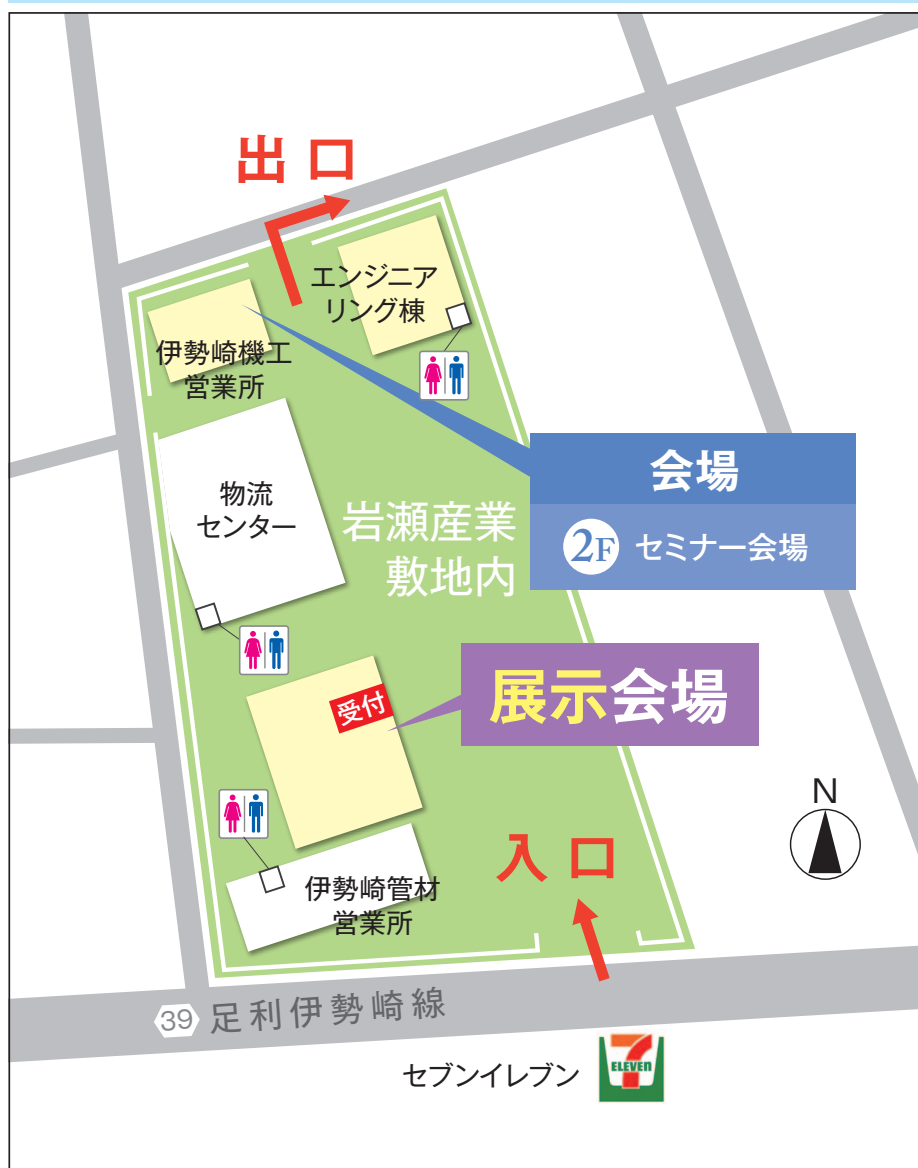 出口
エンジニア
リング棟
伊勢崎機工
営業所
会場
2F セミナー会場
物流
センター
岩瀬産業
敷地内
展示会場
受付
N
入口
伊勢崎管材
営業所
39 足利伊勢崎線
セブンイレブン
7
ELEVEN